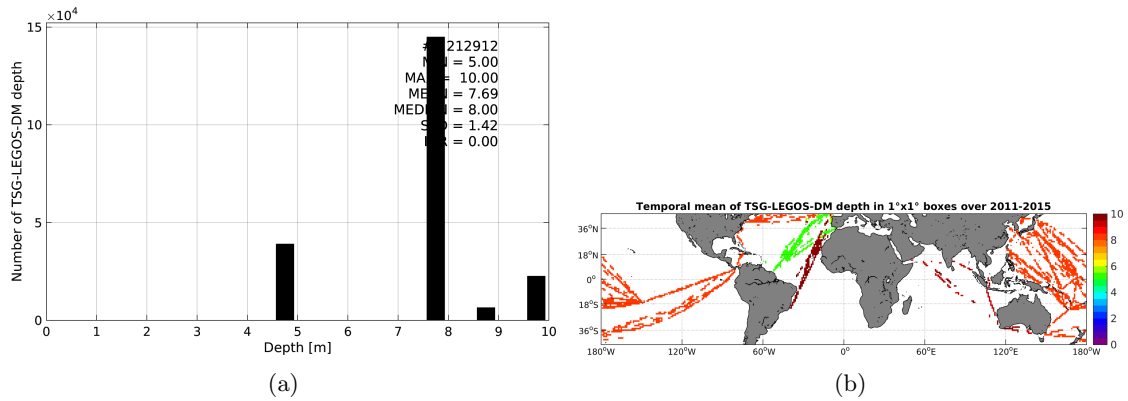 ×10⁴
15
10
5
0
Number of TSG-LEGOS-DM depth
212912
= 5.00
= 10.00
= 7.69
= 8.00
= 1.42
= 0.00
0 1 2 3 4 5 6 7 8 9 10
Depth [m]
(a)
Temporal mean of TSG-LEGOS-DM depth in 1°x1° boxes over 2011-2015
36°N
18°N
0°
18°S
36°S
180°W 120°W 60°W 0° 60°E 120°E 180°W
10
8
6
4
2
0
(b)